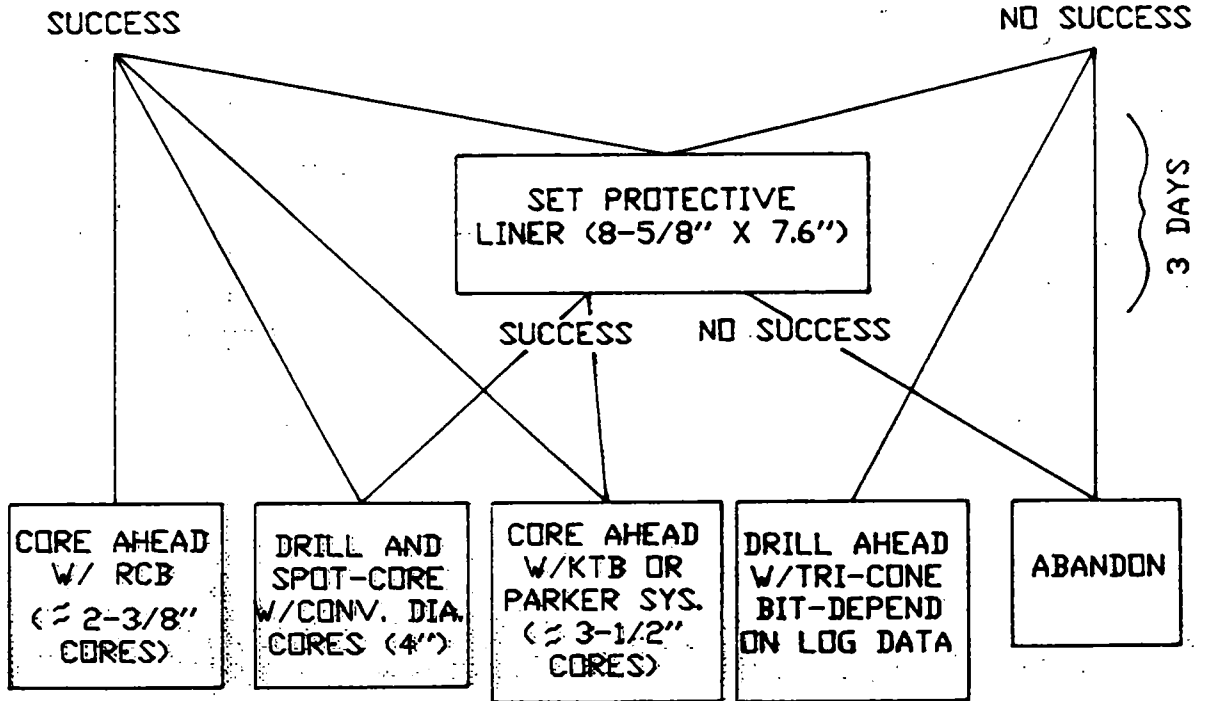 SUCCESS
NO SUCCESS
3 DAYS
SET PROTECTIVE
LINER (8-5/8" X 7.6")
SUCCESS
NO SUCCESS
CORE AHEAD
W/ RCB
(≈ 2-3/8"
CORES)
DRILL AND
SPOT-CORE
W/CONV. DIA.
CORES (4")
CORE AHEAD
W/KTB OR
PARKER SYS.
(≈ 3-1/2"
CORES)
DRILL AHEAD
W/TRI-CONE
BIT-DEPEND
ON LOG DATA
ABANDON